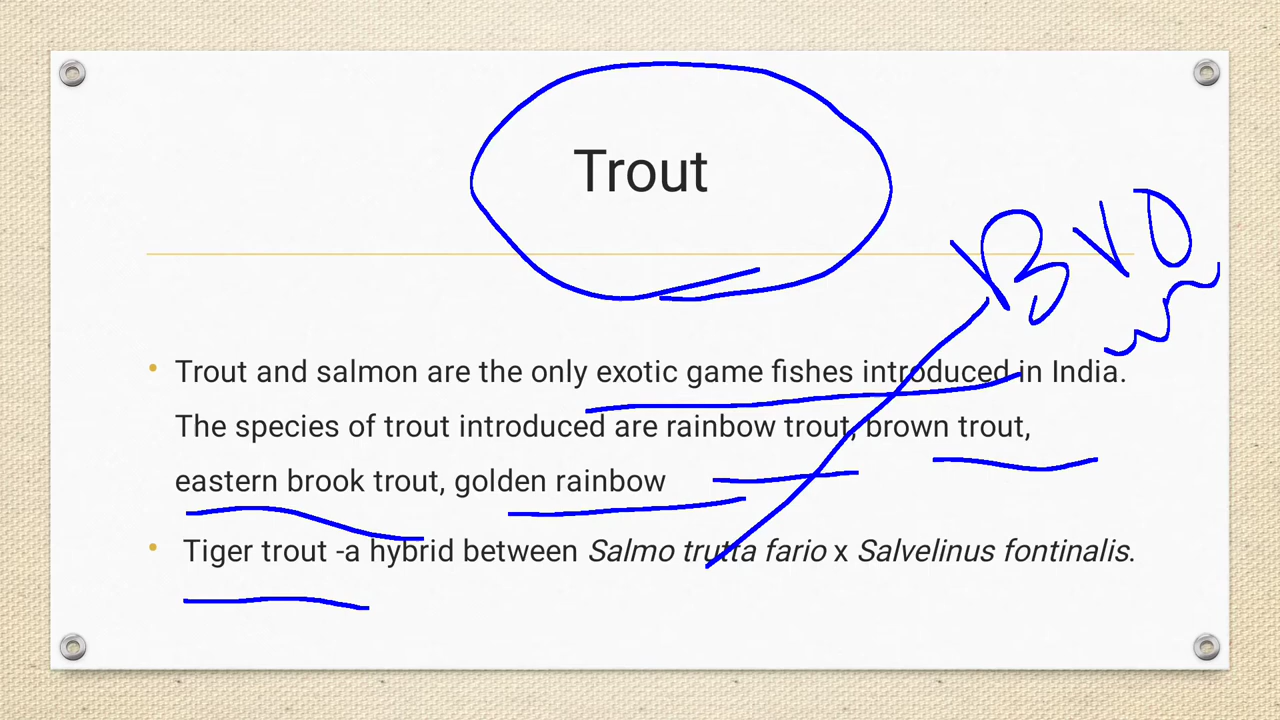 Trout
• Trout and salmon are the only exotic game fishes introduced in India.
The species of trout introduced are rainbow trout, brown trout,
eastern brook trout, golden rainbow
• Tiger trout -a hybrid between Salmo trutta fario x Salvelinus fontinalis.